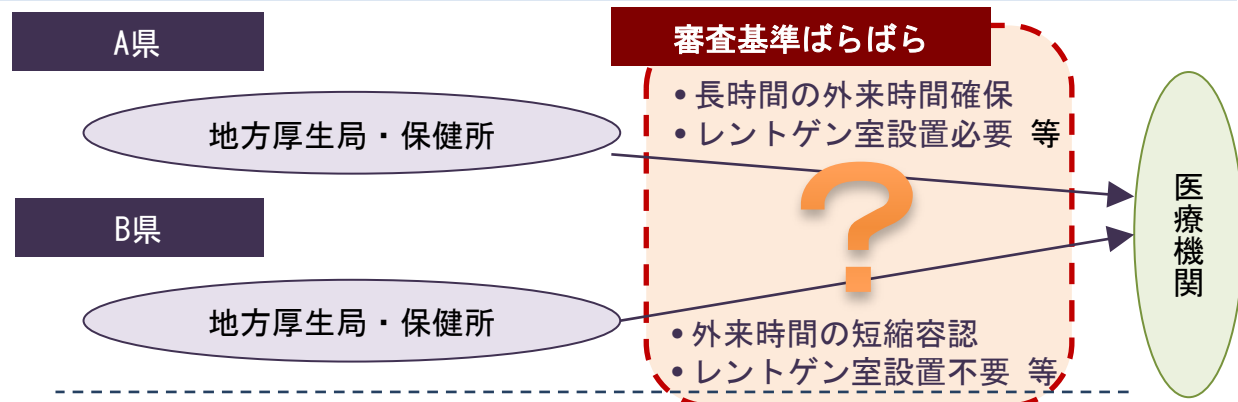 A県
審査基準ばらばら
•長時間の外来時間確保
•レントゲン室設置必要 等
地方厚生局・保健所
?
医療機関
B県
地方厚生局・保健所
•外来時間の短縮容認
•レントゲン室設置不要 等